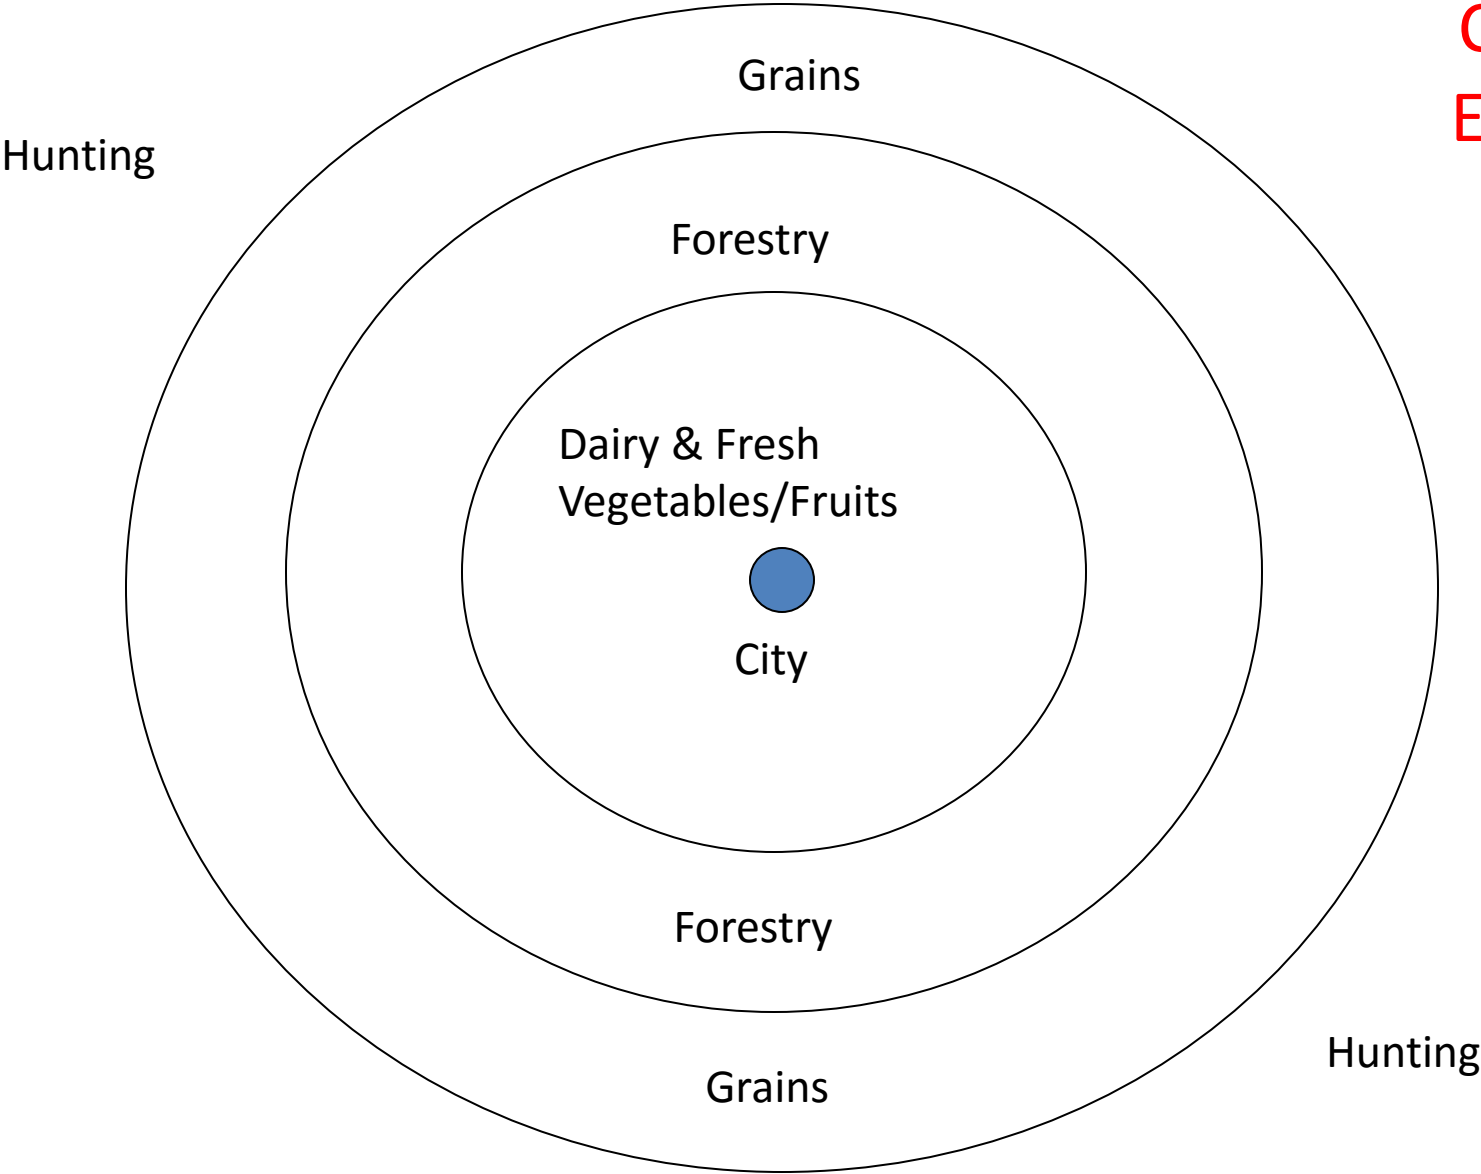 Grains
Hunting
Forestry
Dairy & Fresh
Vegetables/Fruits
City
Forestry
Hunting
Grains